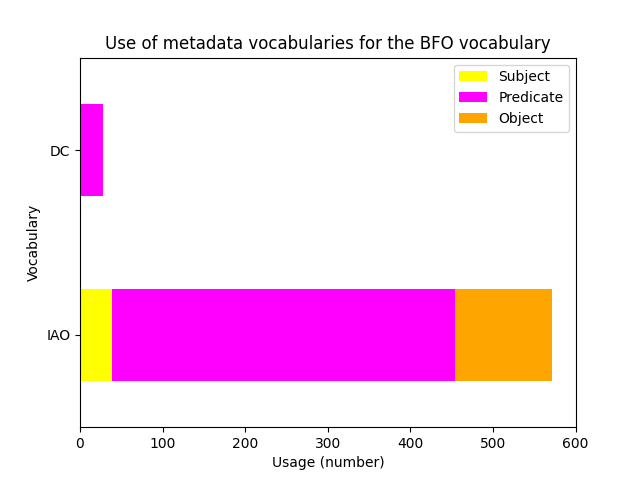 Use of metadata vocabularies for the BFO vocabulary
Subject
Predicate
Object
DC
IAO
Vocabulary
0 100 200 300 400 500 600
Usage (number)